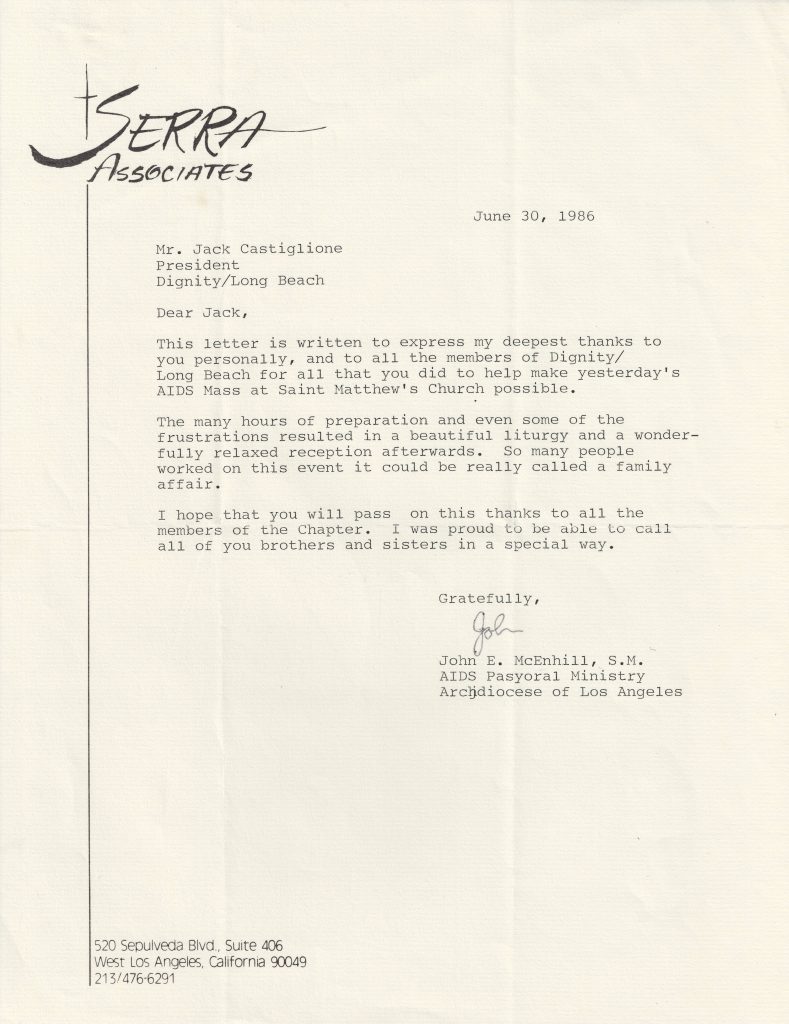 SERRA
ASSOCIATES
June 30, 1986
Mr. Jack Castiglione
President
Dignity/Long Beach
Dear Jack,
This letter is written to express my deepest thanks to
you personally, and to all the members of Dignity/
Long Beach for all that you did to help make yesterday's
AIDS Mass at Saint Matthew's Church possible.
The many hours of preparation and even some of the
frustrations resulted in a beautiful liturgy and a wonder-
fully relaxed reception afterwards.  So many people
worked on this event it could be really called a family
affair.
I hope that you will pass  on this thanks to all the
members of the Chapter.  I was proud to be able to call
all of you brothers and sisters in a special way.
Gratefully,
John
John E. McEnhill, S.M.
AIDS Pasyoral Ministry
Archdiocese of Los Angeles
520 Sepulveda Blvd., Suite 406
West Los Angeles, California 90049
213/476-6291